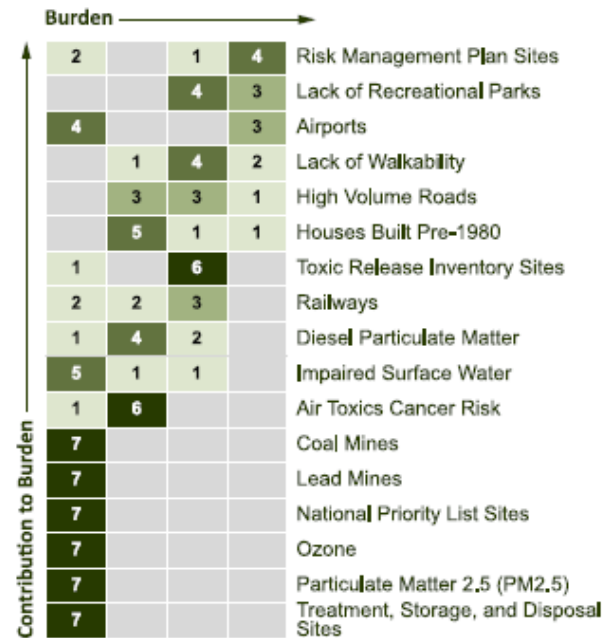 Burden
2 1 4 Risk Management Plan Sites
4 3 Lack of Recreational Parks
4 3 Airports
1 4 2 Lack of Walkability
3 3 1 High Volume Roads
5 1 1 Houses Built Pre-1980
1 6 Toxic Release Inventory Sites
2 2 3 Railways
1 4 2 Diesel Particulate Matter
5 1 1 Impaired Surface Water
1 6 Air Toxics Cancer Risk
7 Coal Mines
7 Lead Mines
7 National Priority List Sites
7 Ozone
7 Particulate Matter 2.5 (PM2.5)
7 Treatment, Storage, and Disposal
Sites
Contribution to Burden